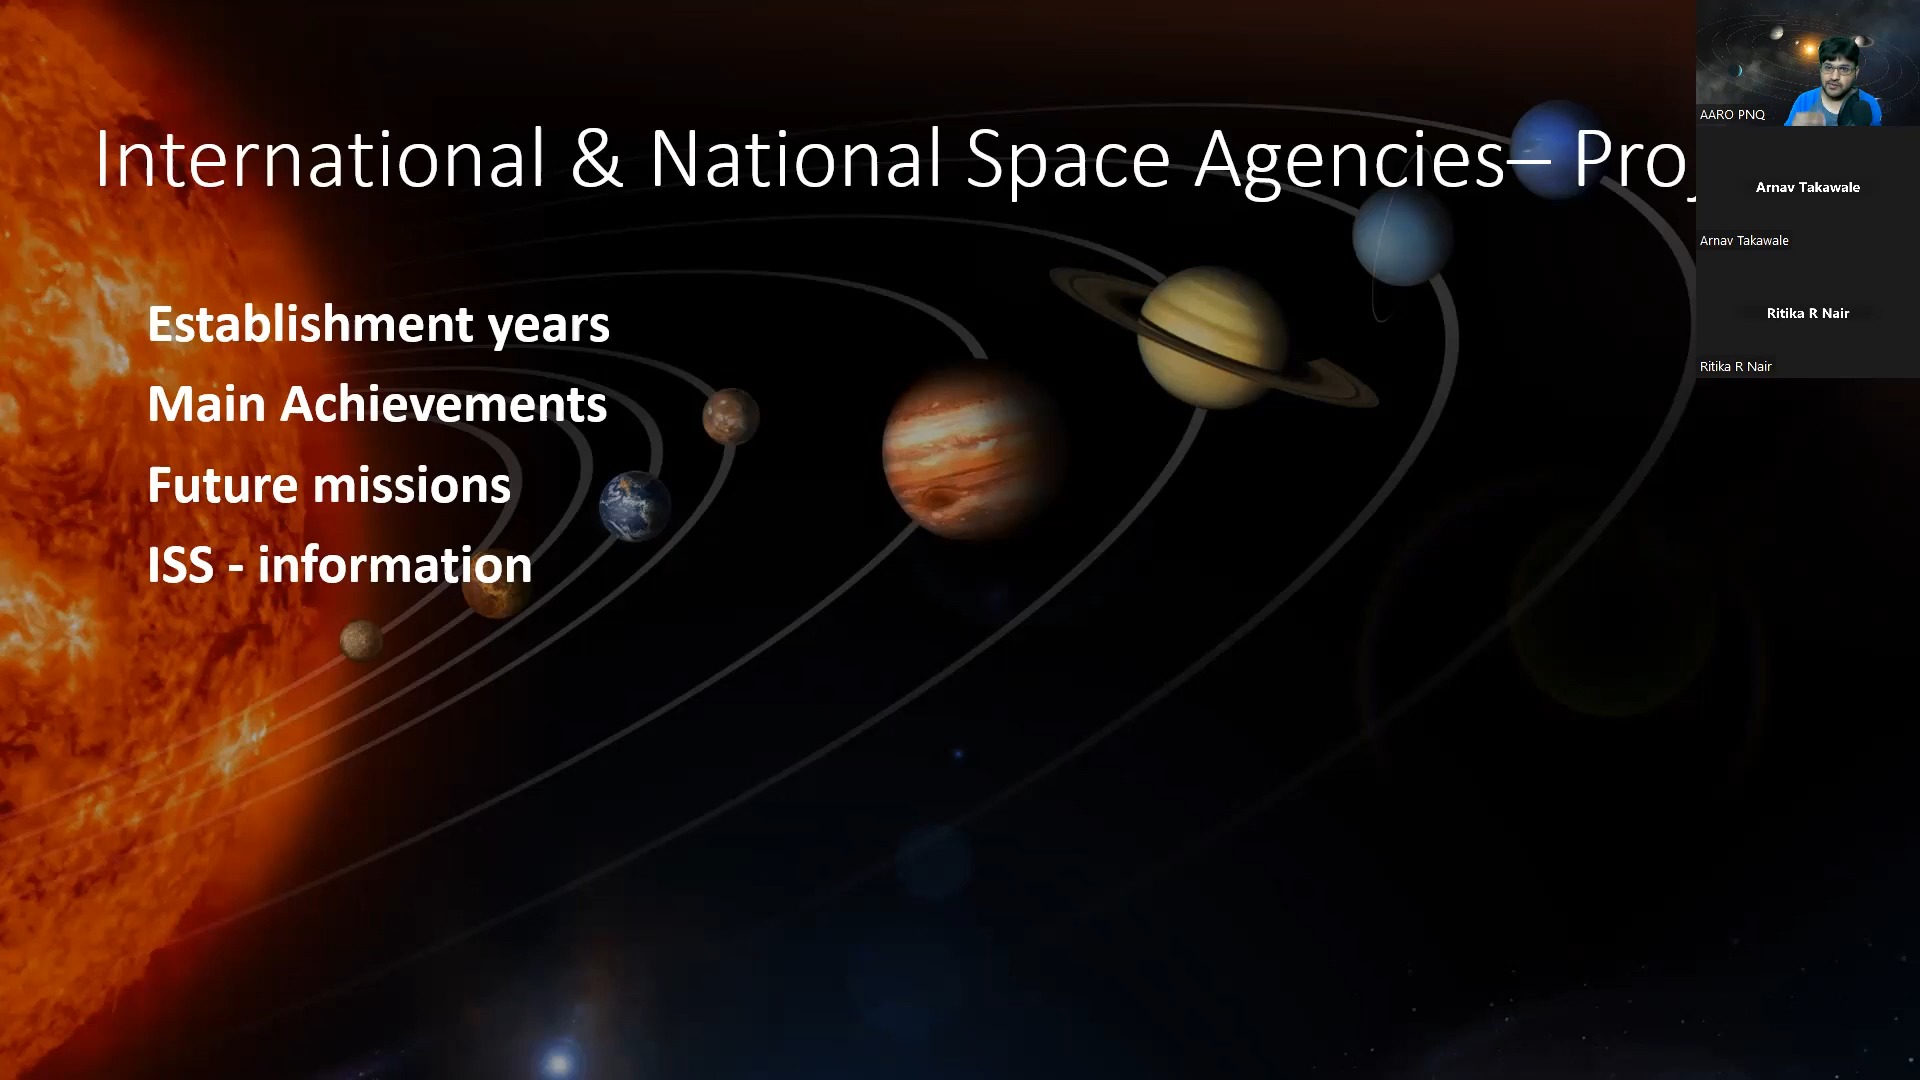 International & National Space Agencies– Proj
Establishment years
Main Achievements
Future missions
ISS - information
AARO PNQ
Arnav Takawale
Arnav Takawale
Ritika R Nair
Ritika R Nair